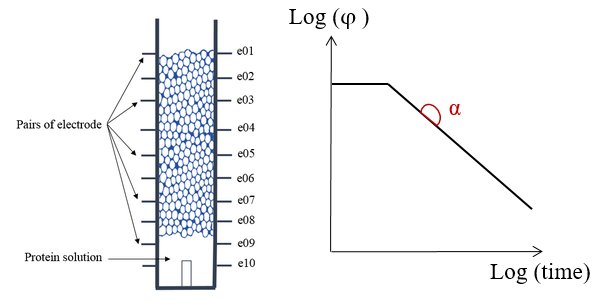 Log (φ )
e01
e02
e03
Pairs of electrode
e04
e05
e06
e07
e08
e09
Protein solution
e10
α
Log (time)